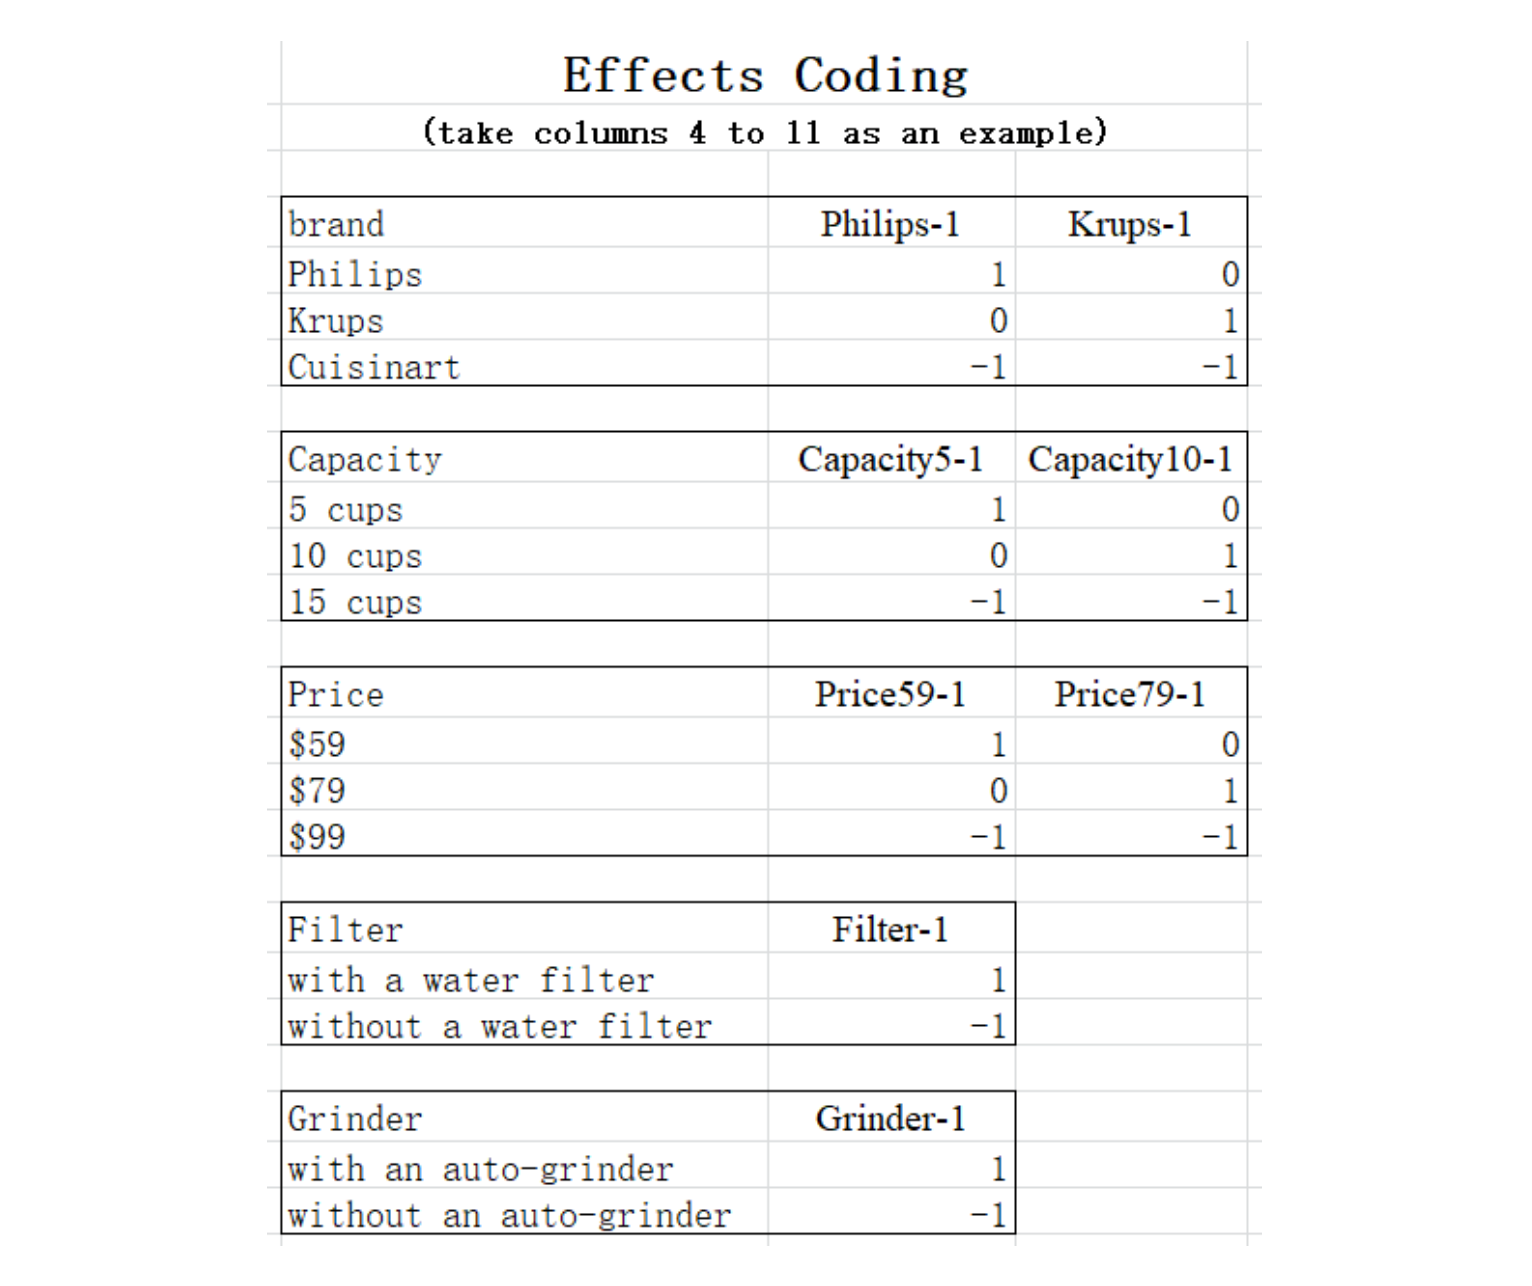 Effects Coding
(take columns 4 to 11 as an example)
brand Philips-1 Krups-1
Philips 1 0
Krups 0 1
Cuisinart -1 -1
Capacity Capacity5-1 Capacity10-1
5 cups 1 0
10 cups 0 1
15 cups -1 -1
Price Price59-1 Price79-1
$59 1 0
$79 0 1
$99 -1 -1
Filter Filter-1
with a water filter 1
without a water filter -1
Grinder Grinder-1
with an auto-grinder 1
without an auto-grinder -1